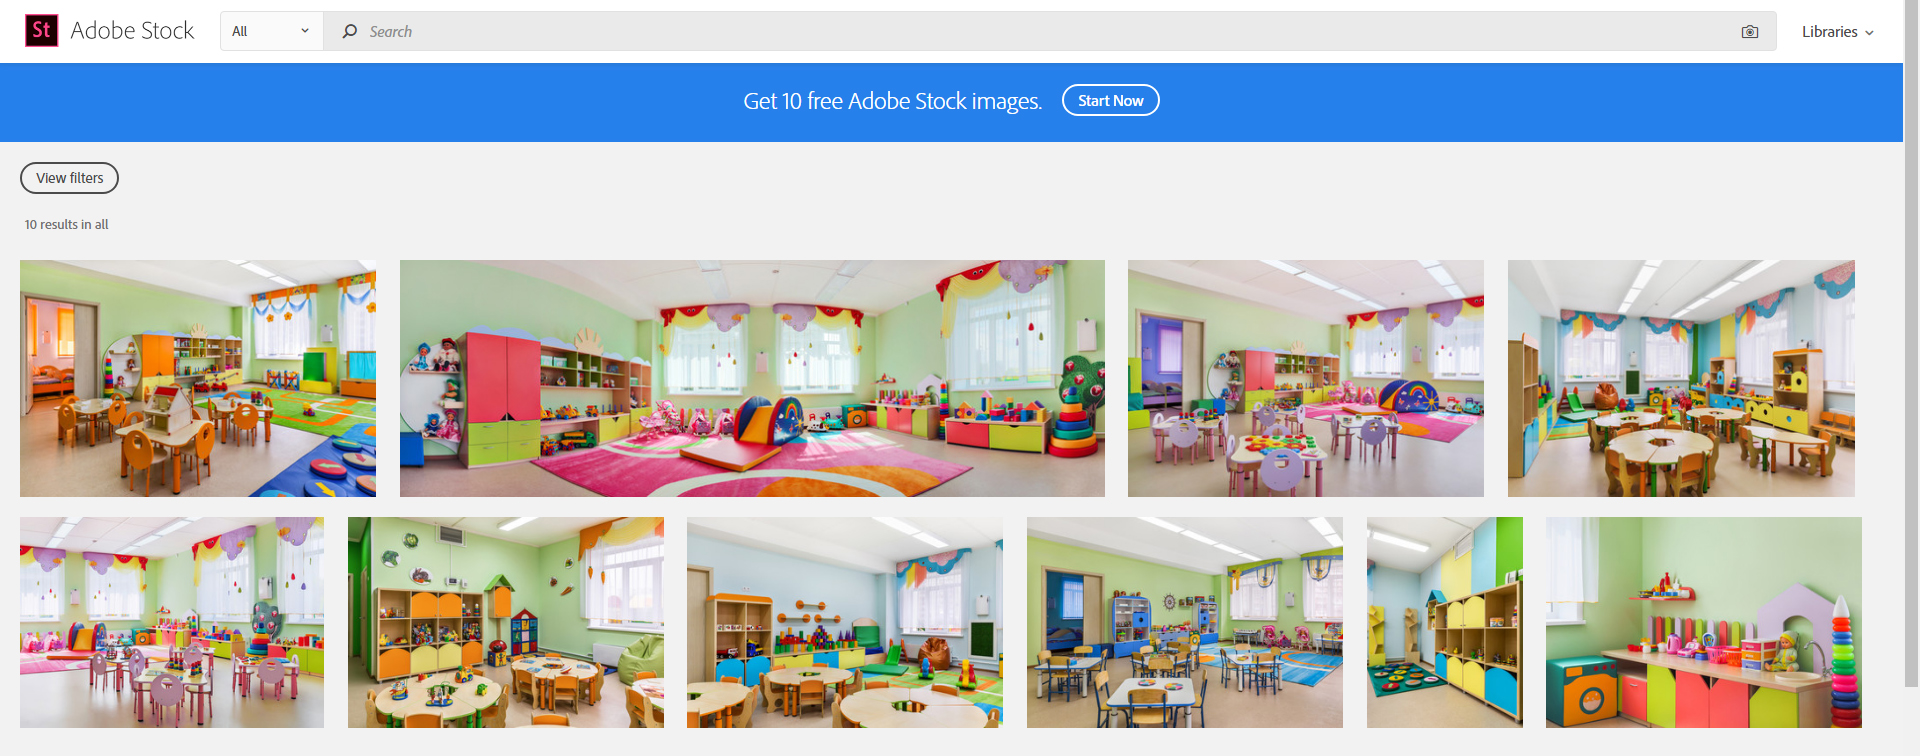 St Adobe Stock
All
Search
Libraries
Get 10 free Adobe Stock images.
Start Now
View filters
10 results in all